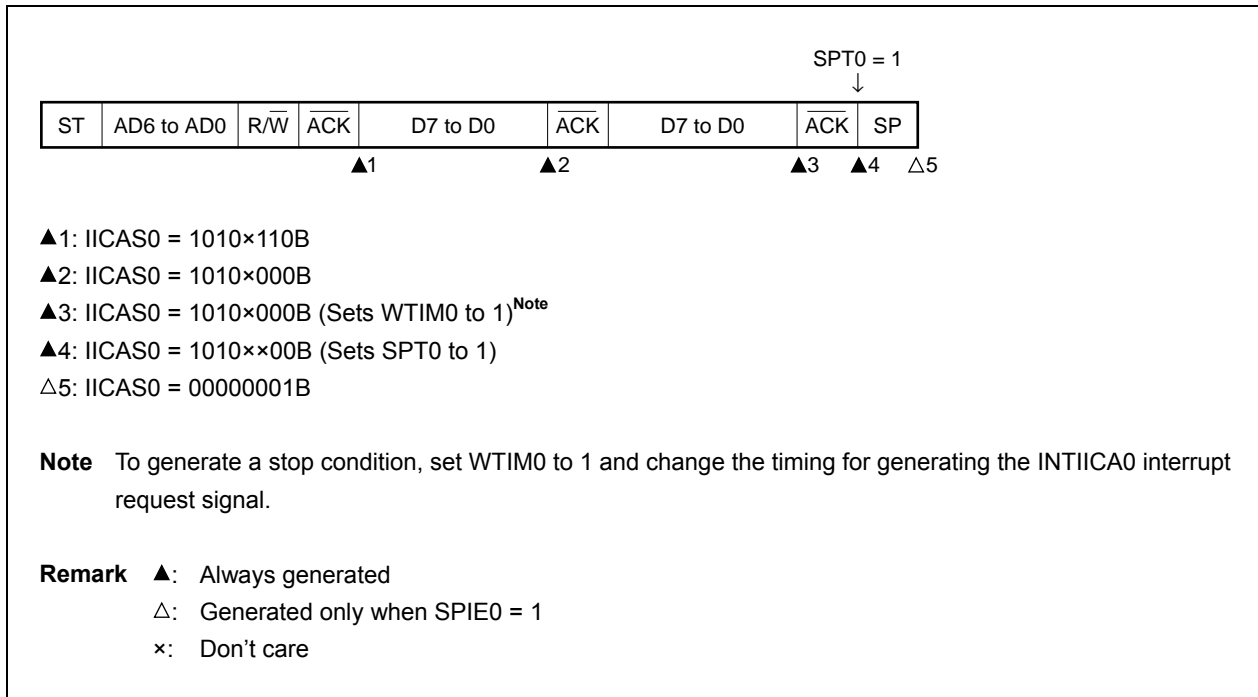 SPT0 = 1
↓
ST AD6 to AD0 R/W̅ A̅C̅K̅ D7 to D0 A̅C̅K̅ D7 to D0 A̅C̅K̅ SP
▲1 ▲2 ▲3 ▲4 △5
▲1: IICAS0 = 1010×110B
▲2: IICAS0 = 1010×000B
▲3: IICAS0 = 1010×000B (Sets WTIM0 to 1)Note
▲4: IICAS0 = 1010××00B (Sets SPT0 to 1)
△5: IICAS0 = 00000001B
Note To generate a stop condition, set WTIM0 to 1 and change the timing for generating the INTIICA0 interrupt
request signal.
Remark ▲: Always generated
△: Generated only when SPIE0 = 1
×: Don’t care